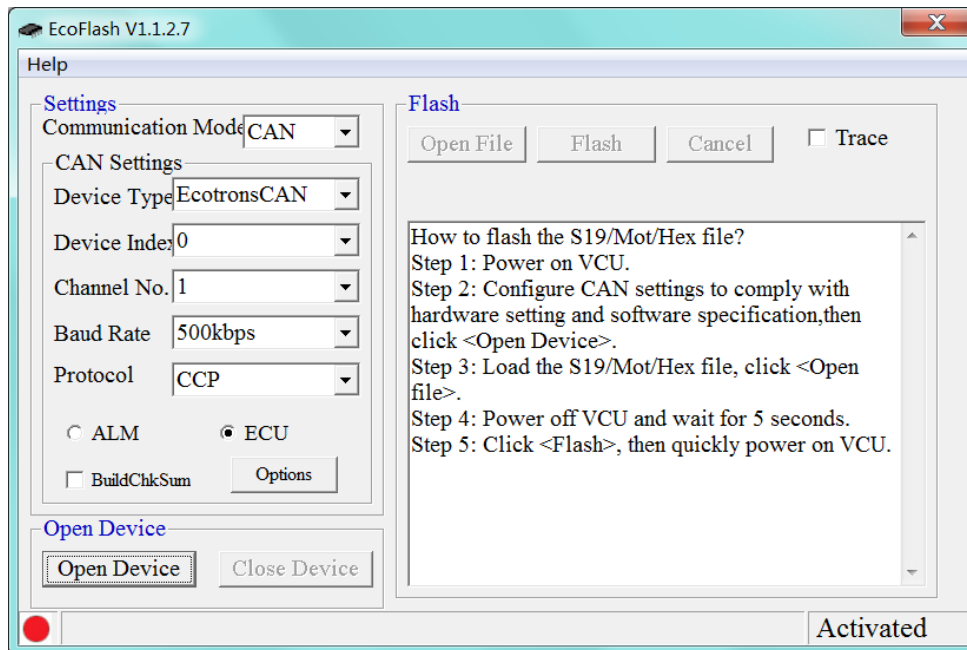 EcoFlash V1.1.2.7
Help
Settings
Communication Mode CAN
CAN Settings
Device Type EcotronsCAN
Device Index 0
Channel No. 1
Baud Rate 500kbps
Protocol CCP
ALM ECU
BuildChkSum Options
Open Device
Open Device Close Device
Flash
Open File Flash Cancel Trace
How to flash the S19/Mot/Hex file?
Step 1: Power on VCU.
Step 2: Configure CAN settings to comply with
hardware setting and software specification,then
click <Open Device>.
Step 3: Load the S19/Mot/Hex file, click <Open
file>.
Step 4: Power off VCU and wait for 5 seconds.
Step 5: Click <Flash>, then quickly power on VCU.
Activated